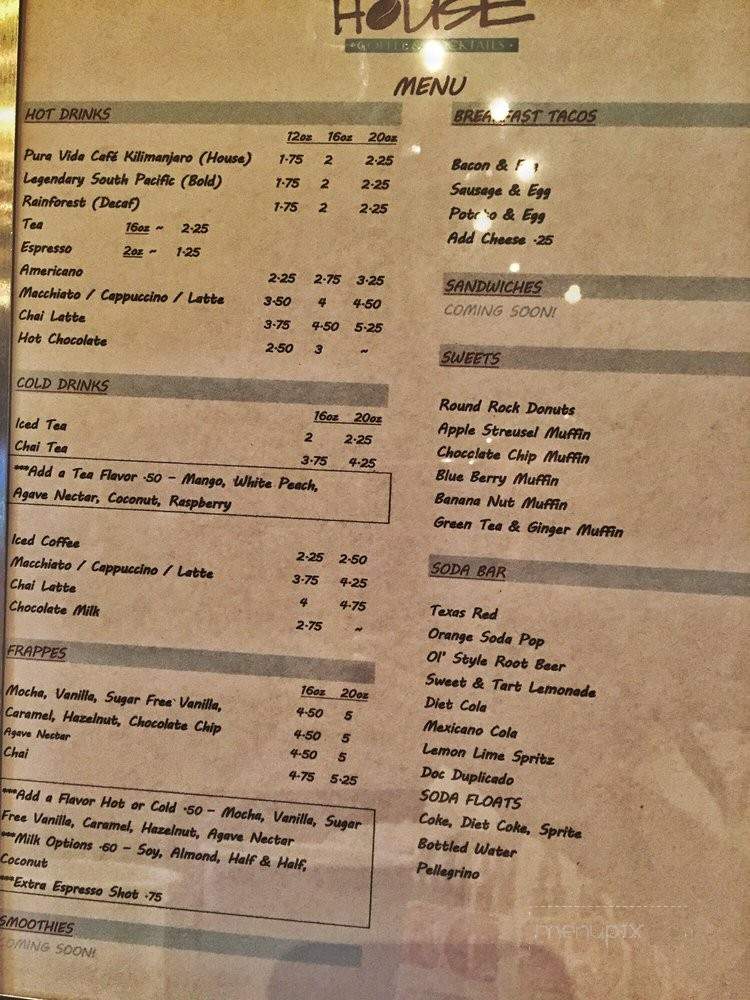 HOUSE
COFFEE & COCKTAILS
MENU
HOT DRINKS
12oz 16oz 20oz
Pura Vida Café Kilimanjaro (House) 1.75 2 2.25
Legendary South Pacific (Bold) 1.75 2 2.25
Rainforest (Decaf) 1.75 2 2.25
Tea 16oz ~ 2.25
Espresso 2oz ~ 1.25
Americano 2.25 2.75 3.25
Macchiato / Cappuccino / Latte 3.50 4 4.50
Chai Latte 3.75 4.50 5.25
Hot Chocolate 2.50 3 ~
COLD DRINKS
16oz 20oz
Iced Tea 2 2.25
Chai Tea 3.75 4.25
***Add a Tea Flavor .50 – Mango, White Peach,
Agave Nectar, Coconut, Raspberry
Iced Coffee 2.25 2.50
Macchiato / Cappuccino / Latte 3.75 4.25
Chai Latte 4 4.75
Chocolate Milk 2.75 ~
FRAPPES
16oz 20oz
Mocha, Vanilla, Sugar Free Vanilla, 4.50 5
Caramel, Hazelnut, Chocolate Chip 4.50 5
Agave Nectar 4.50 5
Chai 4.75 5.25
***Add a Flavor Hot or Cold .50 – Mocha, Vanilla, Sugar
Free Vanilla, Caramel, Hazelnut, Agave Nectar
***Milk Options .60 – Soy, Almond, Half & Half,
Coconut
***Extra Espresso Shot .75
SMOOTHIES
COMING SOON!
BREAKFAST TACOS
Bacon & Egg
Sausage & Egg
Potato & Egg
Add Cheese .25
SANDWICHES
COMING SOON!
SWEETS
Round Rock Donuts
Apple Streusel Muffin
Chocolate Chip Muffin
Blue Berry Muffin
Banana Nut Muffin
Green Tea & Ginger Muffin
SODA BAR
Texas Red
Orange Soda Pop
Ol' Style Root Beer
Sweet & Tart Lemonade
Diet Cola
Mexicano Cola
Lemon Lime Spritz
Doc Duplicado
SODA FLOATS
Coke, Diet Coke, Sprite
Bottled Water
Pellegrino
menupix